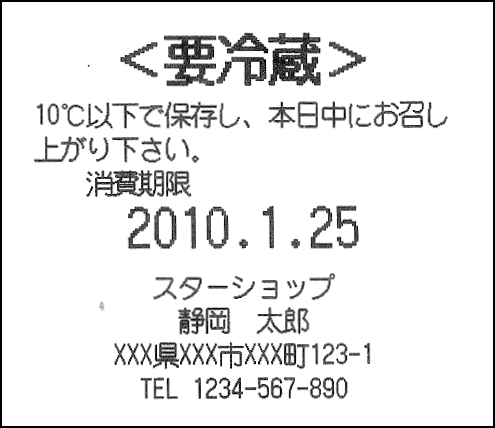 ＜要冷蔵＞
10℃以下で保存し、本日中にお召し
上がり下さい。
消費期限
2010.1.25
スターショップ
静岡　太郎
XXX県XXX市XXX町123-1
TEL 1234-567-890